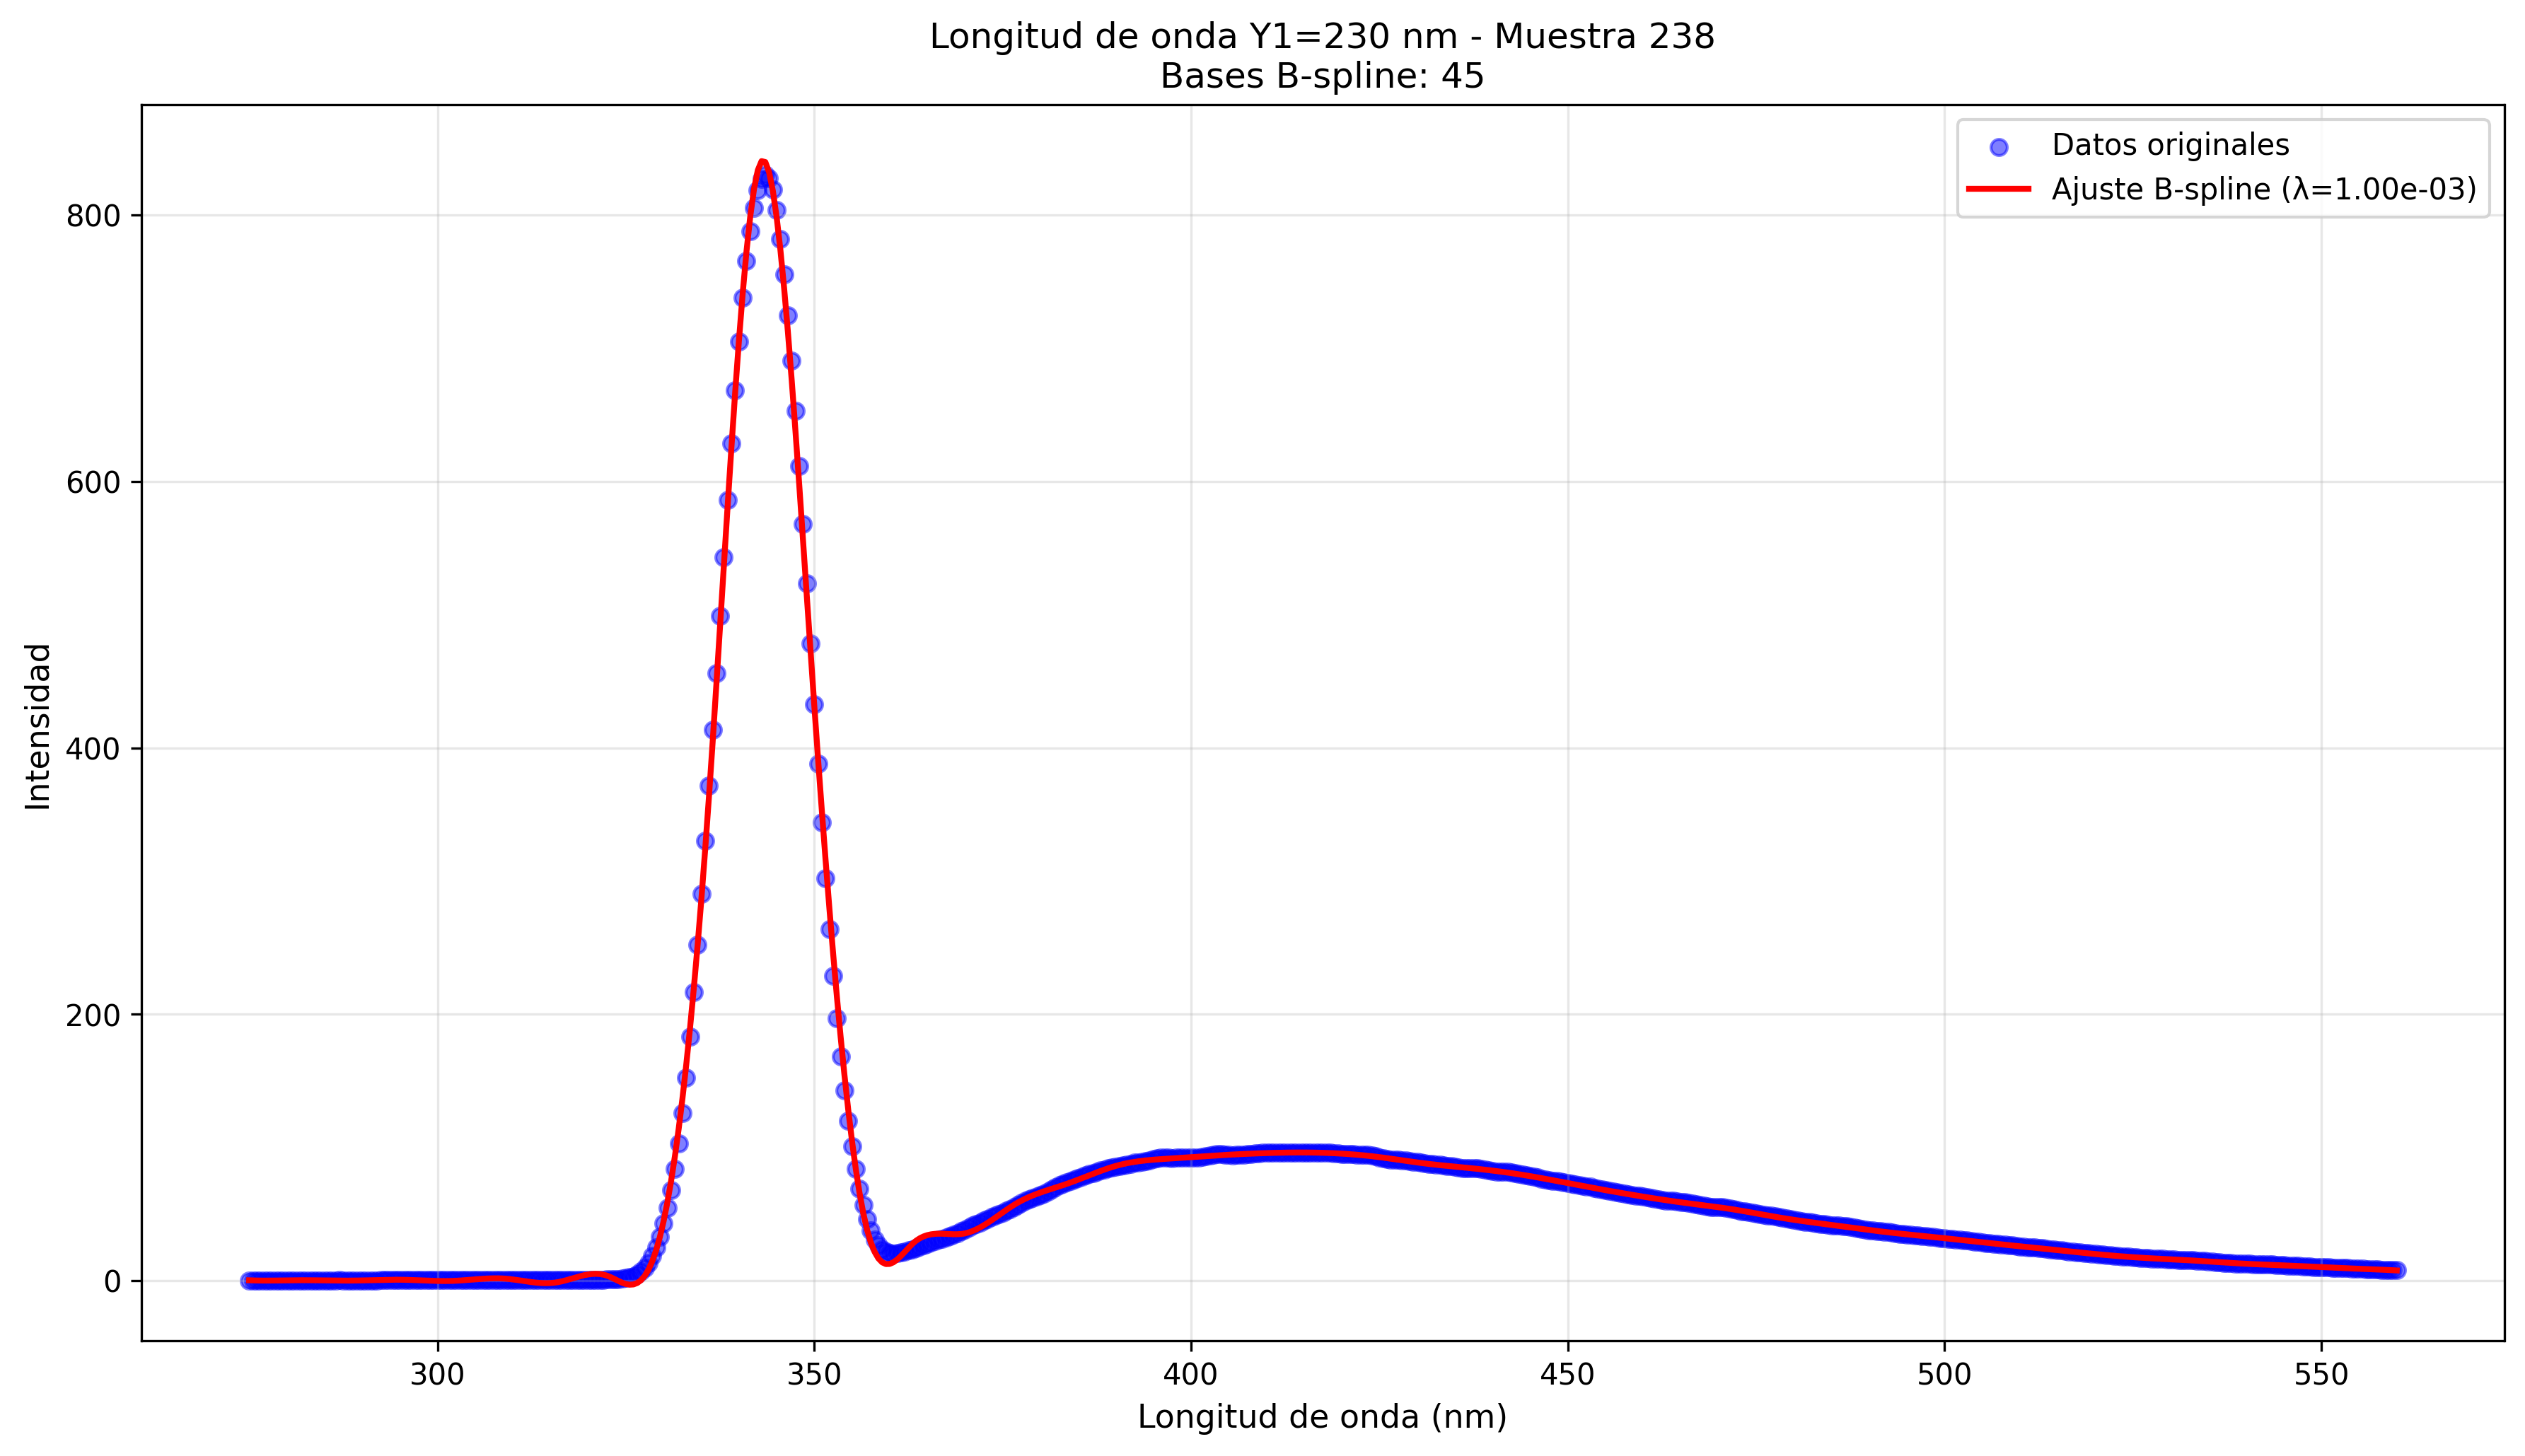 Longitud de onda Y1=230 nm - Muestra 238
Bases B-spline: 45
Datos originales
Ajuste B-spline (λ=1.00e-03)
Intensidad
800
600
400
200
0
300
350
400
450
500
550
Longitud de onda (nm)